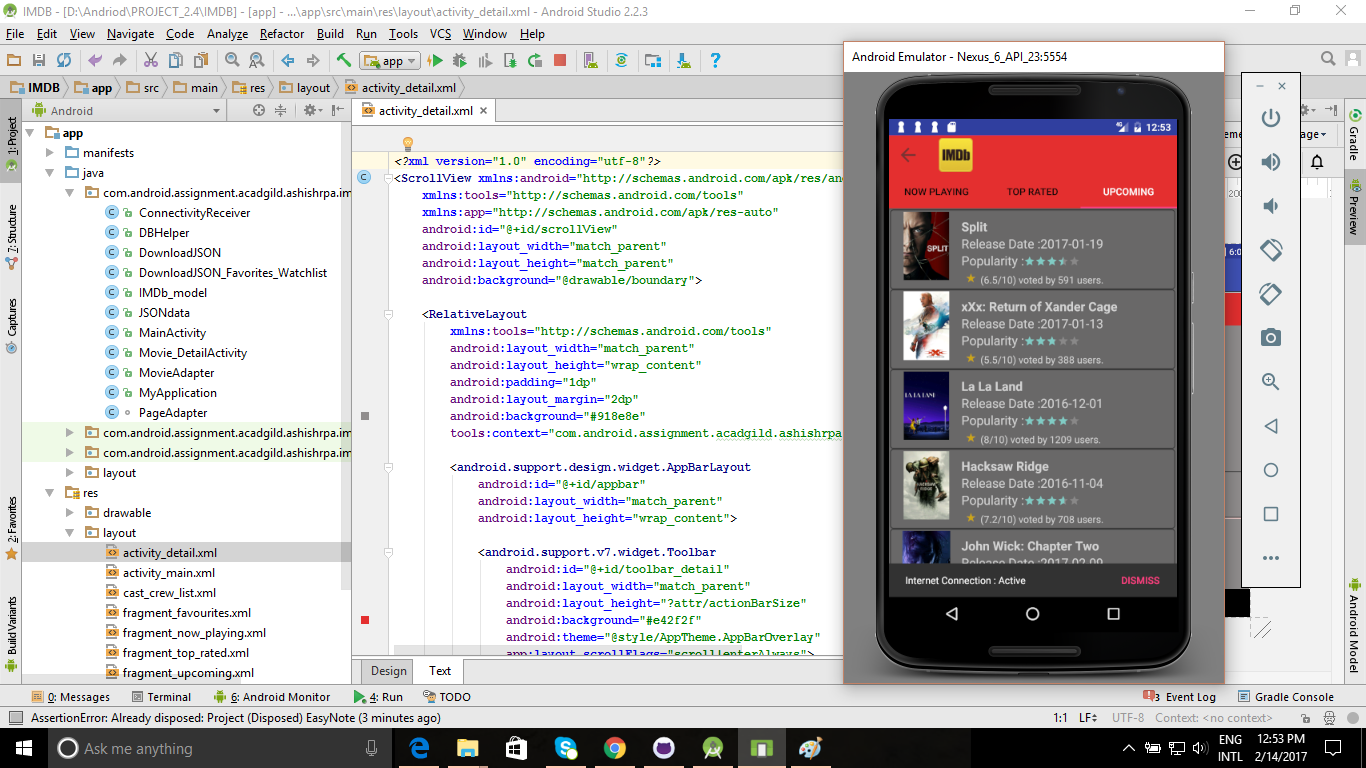 IMDB - [D:\Andriod\PROJECT_2.4\IMDB] - [app] - ...\app\src\main\res\layout\activity_detail.xml - Android Studio 2.2.3
File Edit View Navigate Code Analyze Refactor Build Run Tools VCS Window Help
app
IMDB app src main res layout activity_detail.xml
Android
activity_detail.xml
1: Project
7: Structure
Captures
2: Favorites
Build Variants
app
manifests
java
com.android.assignment.acadgild.ashishrpa.im
ConnectivityReceiver
DBHelper
DownloadJSON
DownloadJSON_Favorites_Watchlist
IMDb_model
JSONdata
MainActivity
Movie_DetailActivity
MovieAdapter
MyApplication
PageAdapter
com.android.assignment.acadgild.ashishrpa.im
com.android.assignment.acadgild.ashishrpa.im
layout
res
drawable
layout
activity_detail.xml
activity_main.xml
cast_crew_list.xml
fragment_favourites.xml
fragment_now_playing.xml
fragment_top_rated.xml
fragment_upcoming.xml
<?xml version="1.0" encoding="utf-8"?>
<ScrollView xmlns:android="http://schemas.android.com/apk/res/and
xmlns:tools="http://schemas.android.com/tools"
xmlns:app="http://schemas.android.com/apk/res-auto"
android:id="@+id/scrollView"
android:layout_width="match_parent"
android:layout_height="match_parent"
android:background="@drawable/boundary">
<RelativeLayout
xmlns:tools="http://schemas.android.com/tools"
android:layout_width="match_parent"
android:layout_height="wrap_content"
android:padding="1dp"
android:layout_margin="2dp"
android:background="#918e8e"
tools:context="com.android.assignment.acadgild.ashishrpa
<android.support.design.widget.AppBarLayout
android:id="@+id/appbar"
android:layout_width="match_parent"
android:layout_height="wrap_content">
<android.support.v7.widget.Toolbar
android:id="@+id/toolbar_detail"
android:layout_width="match_parent"
android:layout_height="?attr/actionBarSize"
android:background="#e42f2f"
android:theme="@style/AppTheme.AppBarOverlay"
app:layout_scrollFlags="scroll|enterAlways">
Design Text
Android Emulator - Nexus_6_API_23:5554
12:53
IMDb
NOW PLAYING TOP RATED UPCOMING
SPLIT
Split
Release Date :2017-01-19
Popularity :
(6.5/10) voted by 591 users.
xXx: Return of Xander Cage
Release Date :2017-01-13
Popularity :
(5.5/10) voted by 388 users.
LA LA LAND
La La Land
Release Date :2016-12-01
Popularity :
(8/10) voted by 1209 users.
Hacksaw Ridge
Release Date :2016-11-04
Popularity :
(7.2/10) voted by 708 users.
John Wick: Chapter Two
Release Date :2017-02-09
Internet Connection : Active DISMISS
Gradle
Preview
Android Model
0: Messages Terminal 6: Android Monitor 4: Run TODO
3 Event Log Gradle Console
AssertionError: Already disposed: Project (Disposed) EasyNote (3 minutes ago)
1:1 LF UTF-8 Context: <no context>
Ask me anything
ENG
INTL
12:53 PM
2/14/2017